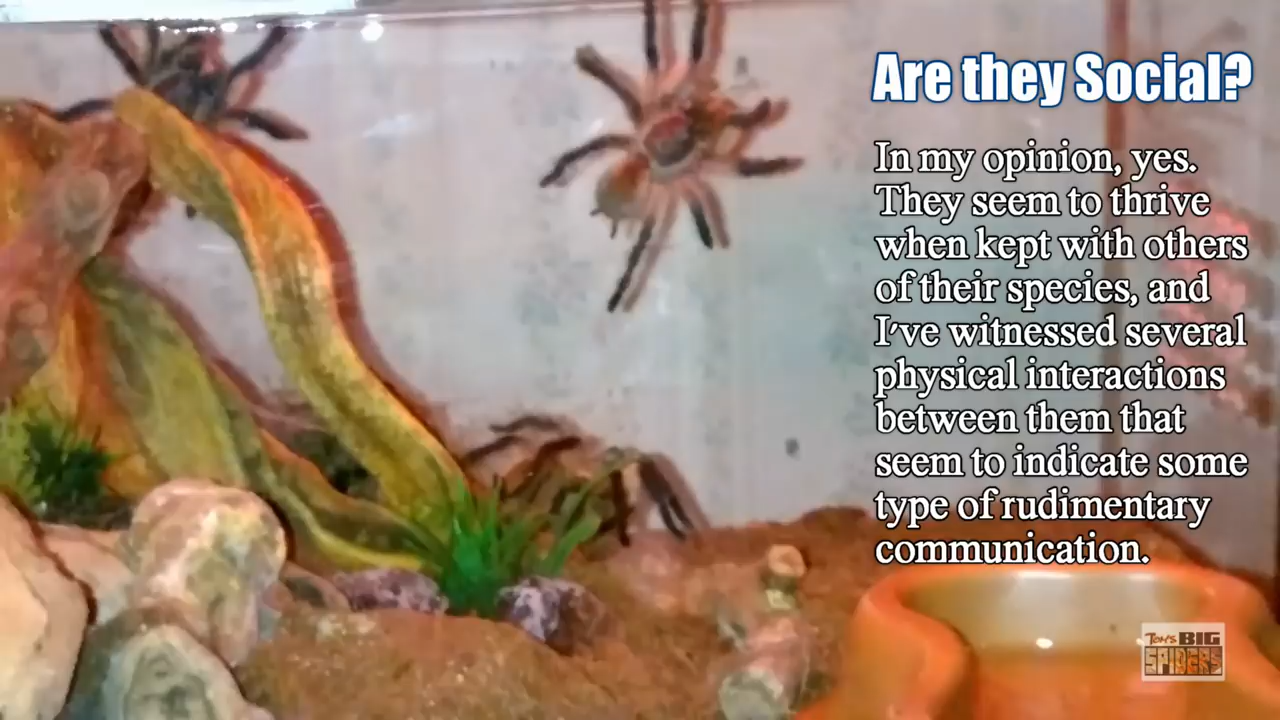 Are they Social?
In my opinion, yes.
They seem to thrive
when kept with others
of their species, and
I've witnessed several
physical interactions
between them that
seem to indicate some
type of rudimentary
communication.
Tom's BIG
SPIDERS